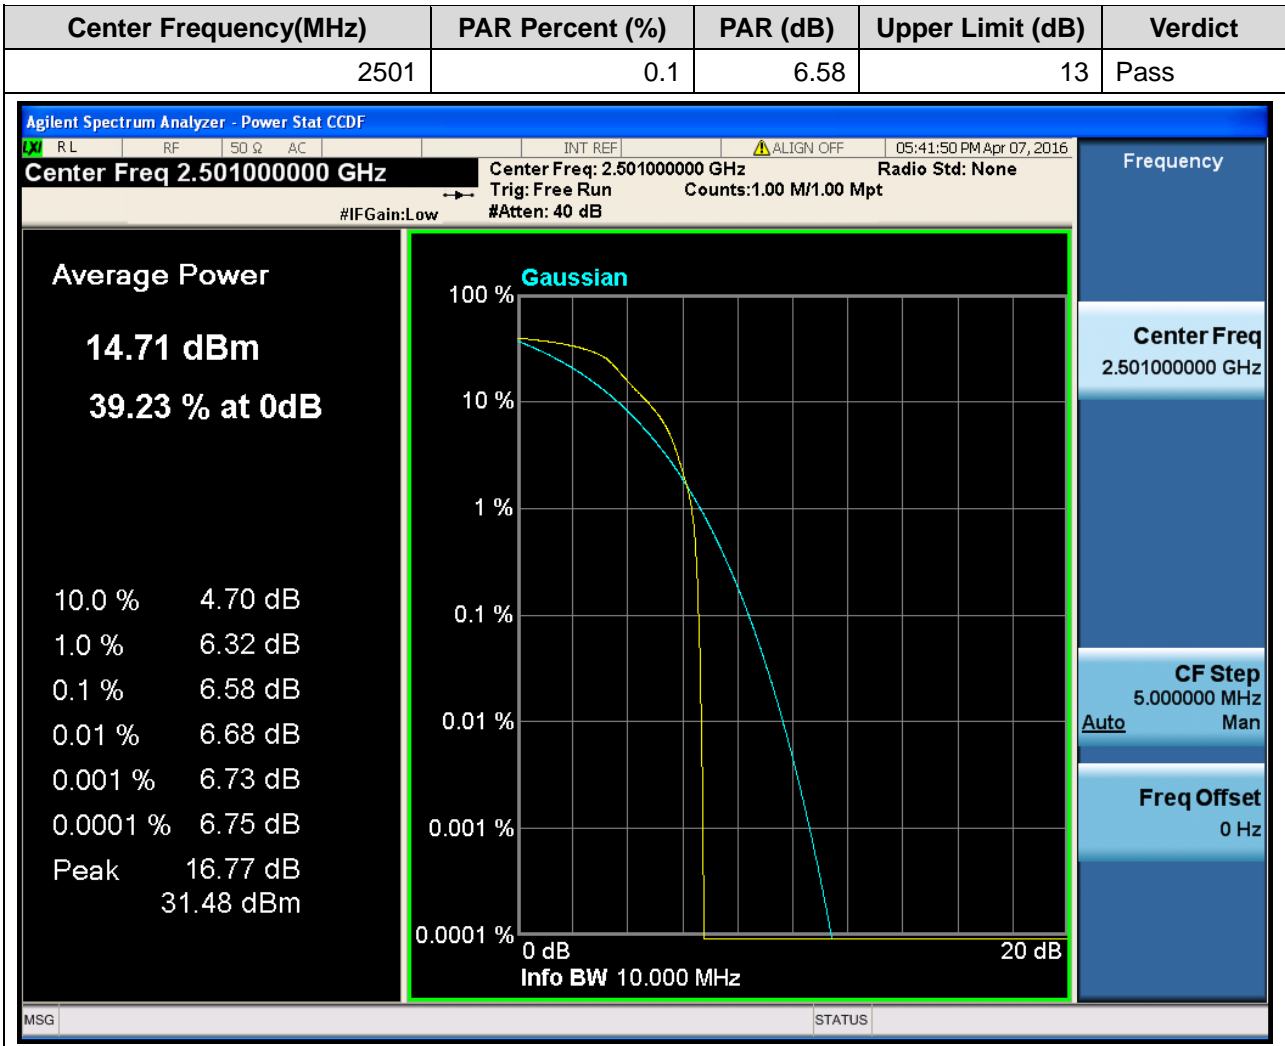 Center Frequency(MHz) PAR Percent (%) PAR (dB) Upper Limit (dB) Verdict
2501 0.1 6.58 13 Pass
Agilent Spectrum Analyzer - Power Stat CCDF
LXI RL RF 50 Ω AC INT REF ALIGN OFF 05:41:50 PM Apr 07, 2016
Center Freq 2.501000000 GHz
Center Freq: 2.501000000 GHz Radio Std: None
Trig: Free Run Counts:1.00 M/1.00 Mpt
#IFGain:Low #Atten: 40 dB
Frequency
Average Power
14.71 dBm
39.23 % at 0dB
10.0 % 4.70 dB
1.0 % 6.32 dB
0.1 % 6.58 dB
0.01 % 6.68 dB
0.001 % 6.73 dB
0.0001 % 6.75 dB
Peak 16.77 dB
31.48 dBm
Gaussian
100 %
10 %
1 %
0.1 %
0.01 %
0.001 %
0.0001 %
0 dB 20 dB
Info BW 10.000 MHz
Center Freq
2.501000000 GHz
CF Step
5.000000 MHz
Auto Man
Freq Offset
0 Hz
MSG STATUS